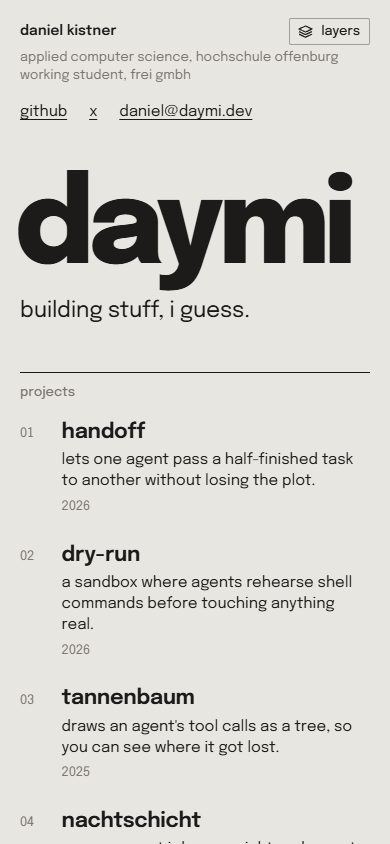 daniel kistner
layers
applied computer science, hochschule offenburg
working student, frei gmbh
github x daniel@daymi.dev
daymi
building stuff, i guess.
projects
01 handoff
lets one agent pass a half-finished task
to another without losing the plot.
2026
02 dry-run
a sandbox where agents rehearse shell
commands before touching anything
real.
2026
03 tannenbaum
draws an agent's tool calls as a tree, so
you can see where it got lost.
2025
04 nachtschicht